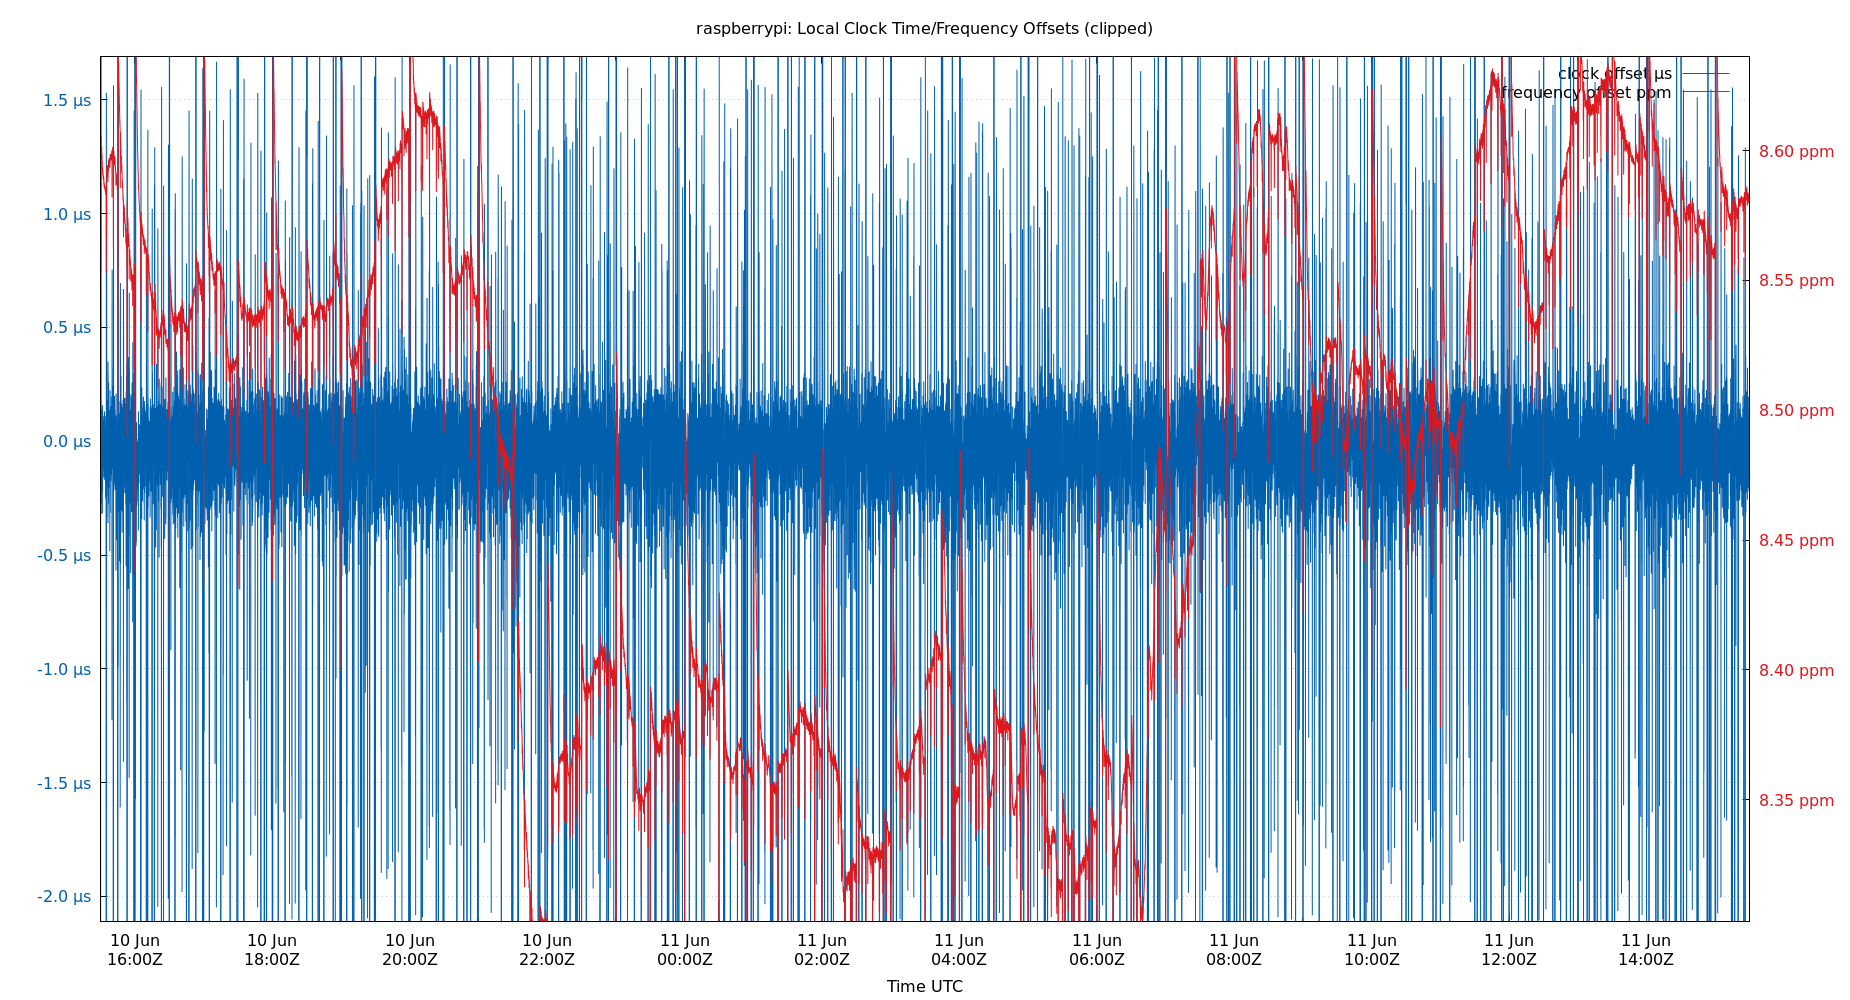 raspberrypi: Local Clock Time/Frequency Offsets (clipped)
clock offset µs
frequency offset ppm
1.5 µs
1.0 µs
0.5 µs
0.0 µs
-0.5 µs
-1.0 µs
-1.5 µs
-2.0 µs
8.60 ppm
8.55 ppm
8.50 ppm
8.45 ppm
8.40 ppm
8.35 ppm
10 Jun 10 Jun 10 Jun 10 Jun 11 Jun 11 Jun 11 Jun 11 Jun 11 Jun 11 Jun 11 Jun 11 Jun
16:00Z 18:00Z 20:00Z 22:00Z 00:00Z 02:00Z 04:00Z 06:00Z 08:00Z 10:00Z 12:00Z 14:00Z
Time UTC